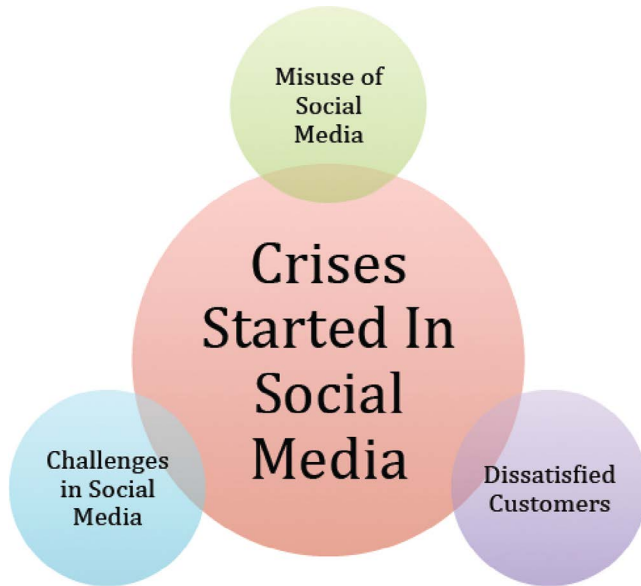 Misuse of
Social
Media
Crises
Started In
Social
Media
Challenges
in Social
Media
Dissatisfied
Customers